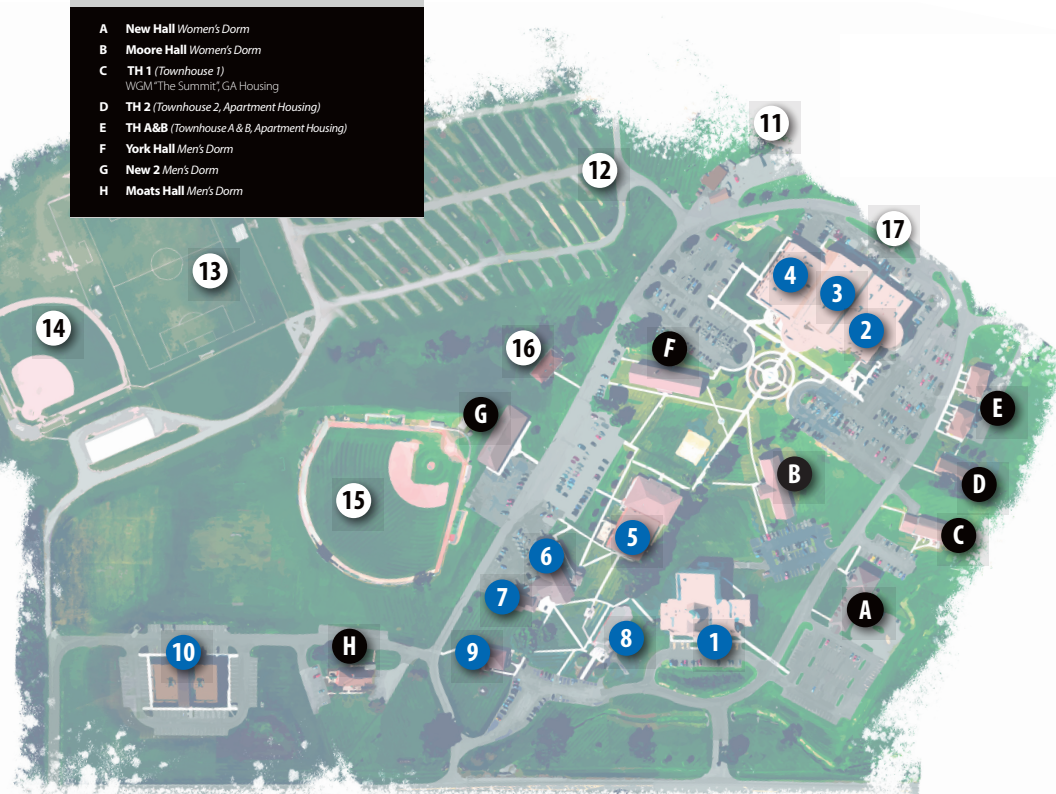 A New Hall Women's Dorm
B Moore Hall Women's Dorm
C TH 1 (Townhouse 1)
WGM "The Summit", GA Housing
D TH 2 (Townhouse 2, Apartment Housing)
E TH A&B (Townhouse A & B, Apartment Housing)
F York Hall Men's Dorm
G New 2 Men's Dorm
H Moats Hall Men's Dorm
11
12
17
13
4
3
14
2
16
F
E
G
B
D
15
5
C
6
7
A
8
1
H
9
10